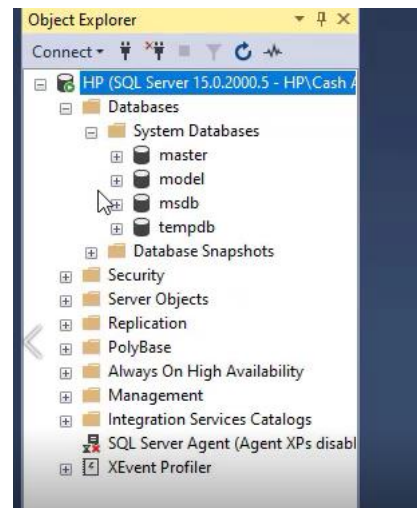 Object Explorer
Connect
HP (SQL Server 15.0.2000.5 - HP\Cash
Databases
System Databases
master
model
msdb
tempdb
Database Snapshots
Security
Server Objects
Replication
PolyBase
Always On High Availability
Management
Integration Services Catalogs
SQL Server Agent (Agent XPs disabl
XEvent Profiler